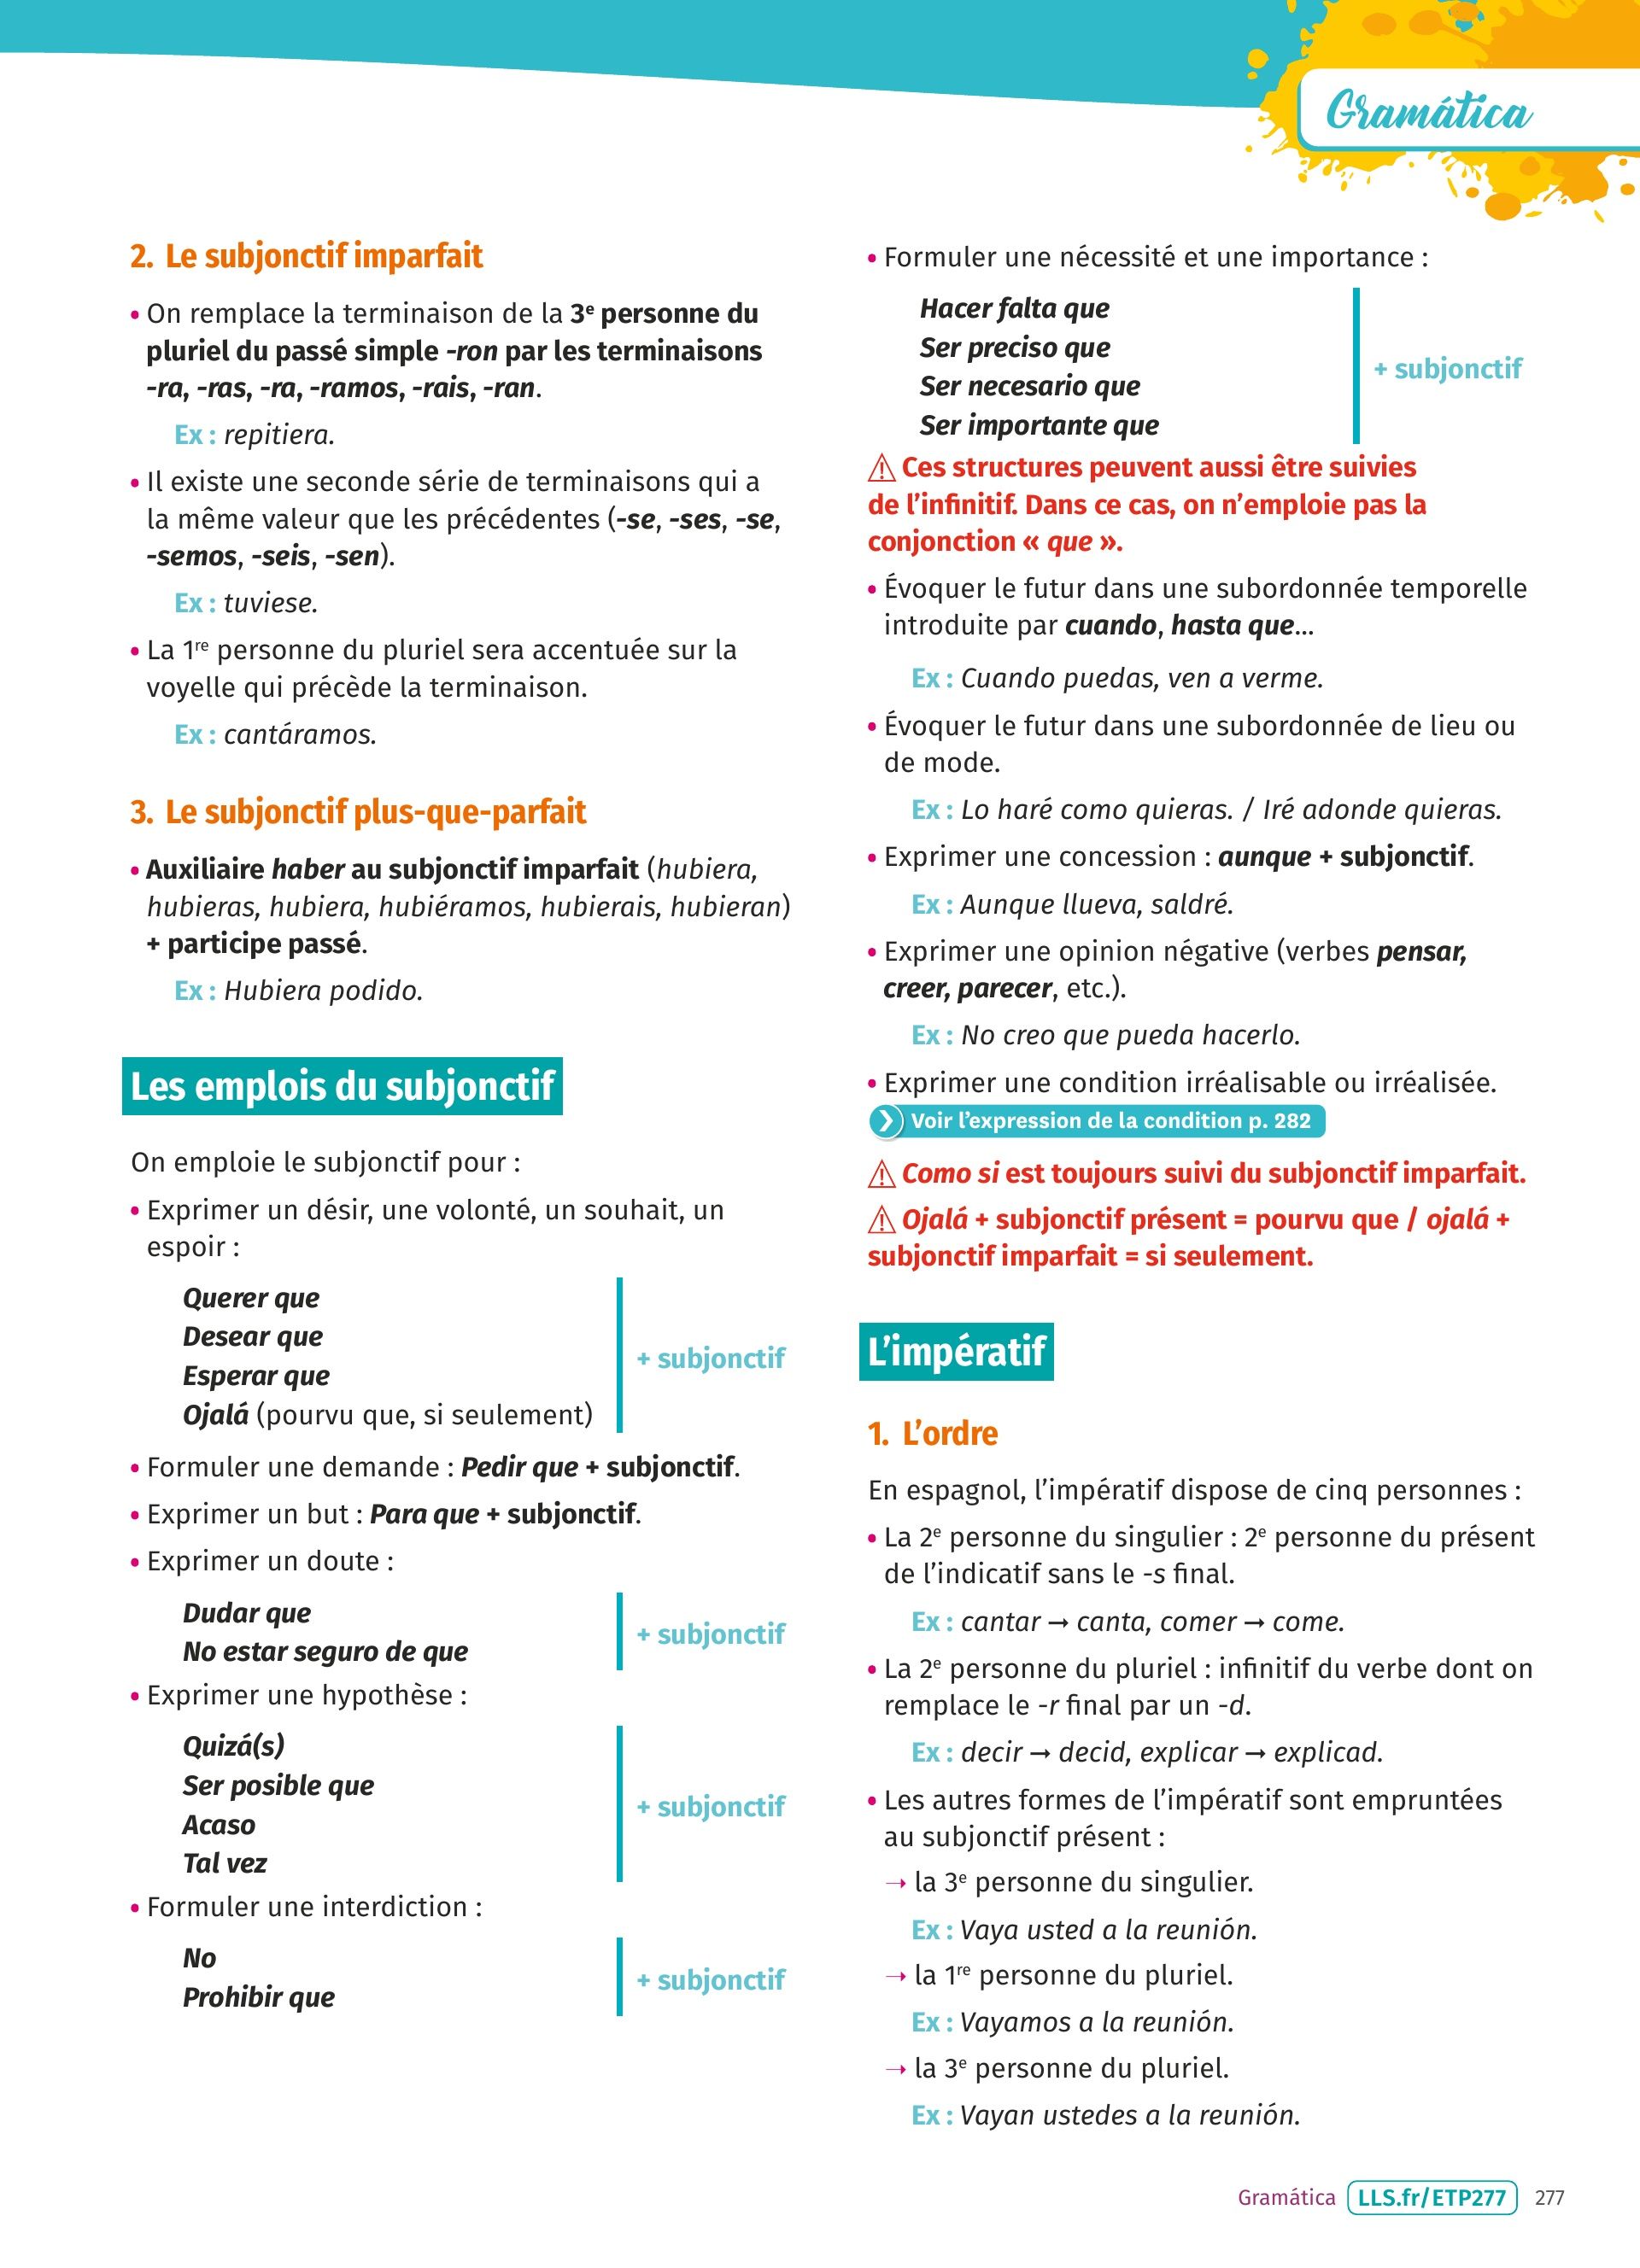 Gramática
2. Le subjonctif imparfait
• On remplace la terminaison de la 3e personne du
pluriel du passé simple -ron par les terminaisons
-ra, -ras, -ra, -ramos, -rais, -ran.
Ex : repitiera.
• Il existe une seconde série de terminaisons qui a
la même valeur que les précédentes (-se, -ses, -se,
-semos, -seis, -sen).
Ex : tuviese.
• La 1re personne du pluriel sera accentuée sur la
voyelle qui précède la terminaison.
Ex : cantáramos.
3. Le subjonctif plus-que-parfait
• Auxiliaire haber au subjonctif imparfait (hubiera,
hubieras, hubiera, hubiéramos, hubierais, hubieran)
+ participe passé.
Ex : Hubiera podido.
Les emplois du subjonctif
On emploie le subjonctif pour :
• Exprimer un désir, une volonté, un souhait, un
espoir :
Querer que
Desear que
Esperar que
Ojalá (pourvu que, si seulement)
+ subjonctif
• Formuler une demande : Pedir que + subjonctif.
• Exprimer un but : Para que + subjonctif.
• Exprimer un doute :
Dudar que
No estar seguro de que
+ subjonctif
• Exprimer une hypothèse :
Quizá(s)
Ser posible que
Acaso
Tal vez
+ subjonctif
• Formuler une interdiction :
No
Prohibir que
+ subjonctif
• Formuler une nécessité et une importance :
Hacer falta que
Ser preciso que
Ser necesario que
Ser importante que
+ subjonctif
⚠ Ces structures peuvent aussi être suivies
de l'infinitif. Dans ce cas, on n'emploie pas la
conjonction « que ».
• Évoquer le futur dans une subordonnée temporelle
introduite par cuando, hasta que...
Ex : Cuando puedas, ven a verme.
• Évoquer le futur dans une subordonnée de lieu ou
de mode.
Ex : Lo haré como quieras. / Iré adonde quieras.
• Exprimer une concession : aunque + subjonctif.
Ex : Aunque llueva, saldré.
• Exprimer une opinion négative (verbes pensar,
creer, parecer, etc.).
Ex : No creo que pueda hacerlo.
• Exprimer une condition irréalisable ou irréalisée.
Voir l'expression de la condition p. 282
⚠ Como si est toujours suivi du subjonctif imparfait.
⚠ Ojalá + subjonctif présent = pourvu que / ojalá +
subjonctif imparfait = si seulement.
L'impératif
1. L'ordre
En espagnol, l'impératif dispose de cinq personnes :
• La 2e personne du singulier : 2e personne du présent
de l'indicatif sans le -s final.
Ex : cantar → canta, comer → come.
• La 2e personne du pluriel : infinitif du verbe dont on
remplace le -r final par un -d.
Ex : decir → decid, explicar → explicad.
• Les autres formes de l'impératif sont empruntées
au subjonctif présent :
→ la 3e personne du singulier.
Ex : Vaya usted a la reunión.
→ la 1re personne du pluriel.
Ex : Vayamos a la reunión.
→ la 3e personne du pluriel.
Ex : Vayan ustedes a la reunión.
Gramática LLS.fr/ETP277 277